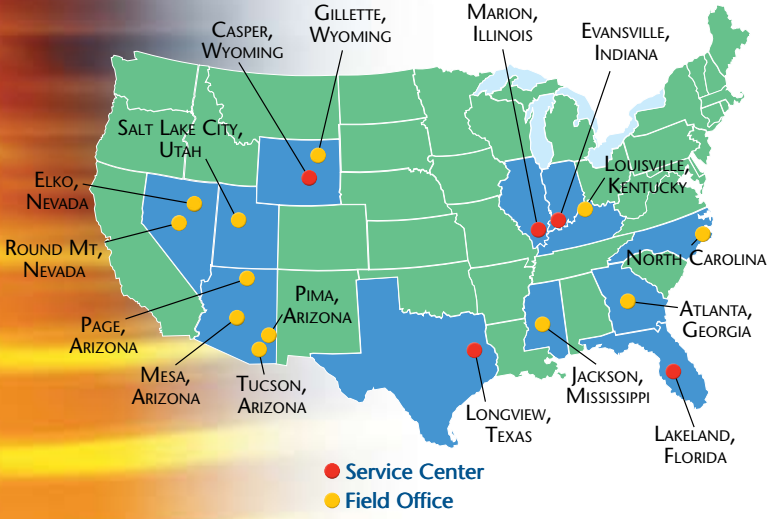 Gillette,
Wyoming
Casper,
Wyoming
Marion,
Illinois
Evansville,
Indiana
Salt Lake City,
Utah
Louisville,
Kentucky
Elko,
Nevada
Round Mt,
Nevada
North Carolina
Page,
Arizona
Pima,
Arizona
Atlanta,
Georgia
Mesa,
Arizona
Tucson,
Arizona
Jackson,
Mississippi
Longview,
Texas
Lakeland,
Florida
Service Center
Field Office